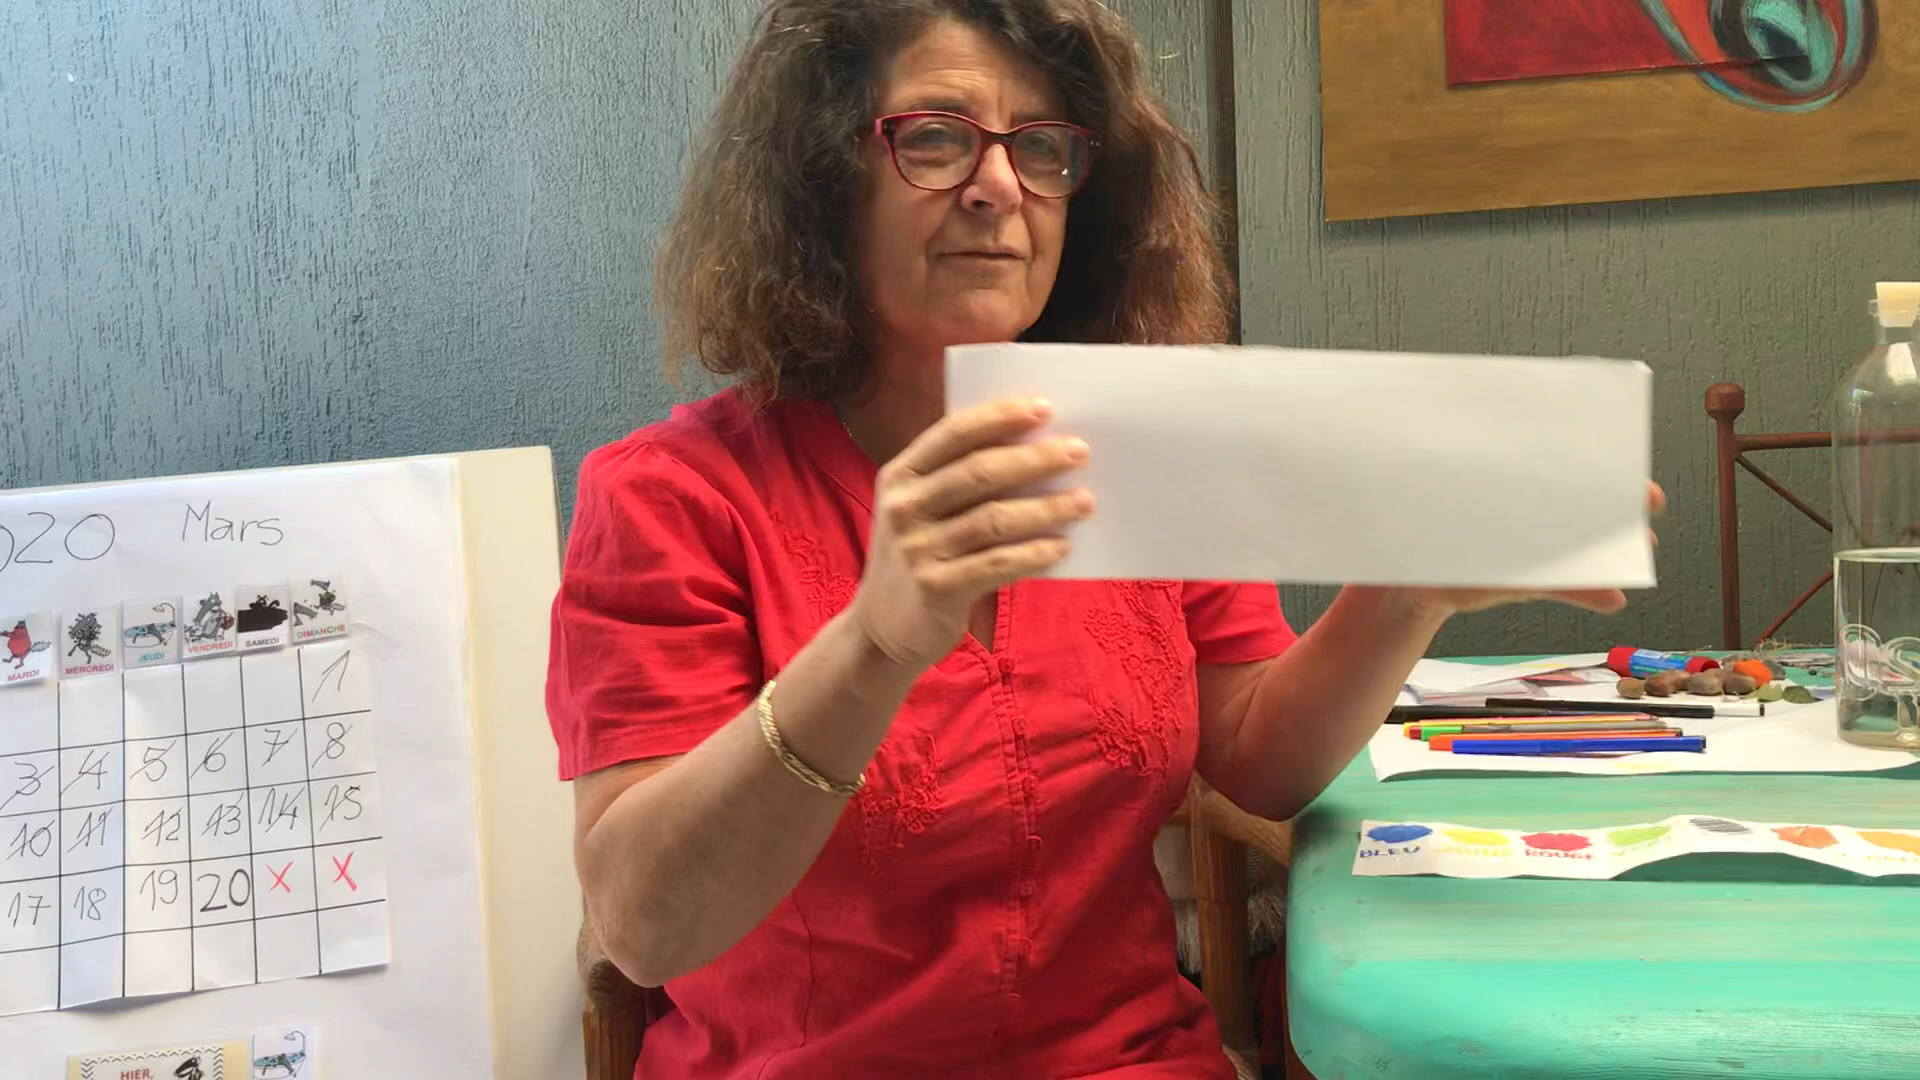 020 Mars
MARDI MERCREDI JEUDI VENDREDI SAMEDI DIMANCHE
1
3 4 5 6 7 8
10 11 12 13 14 15
17 18 19 20 X X
HIER,
BLEU JAUNE ROUGE